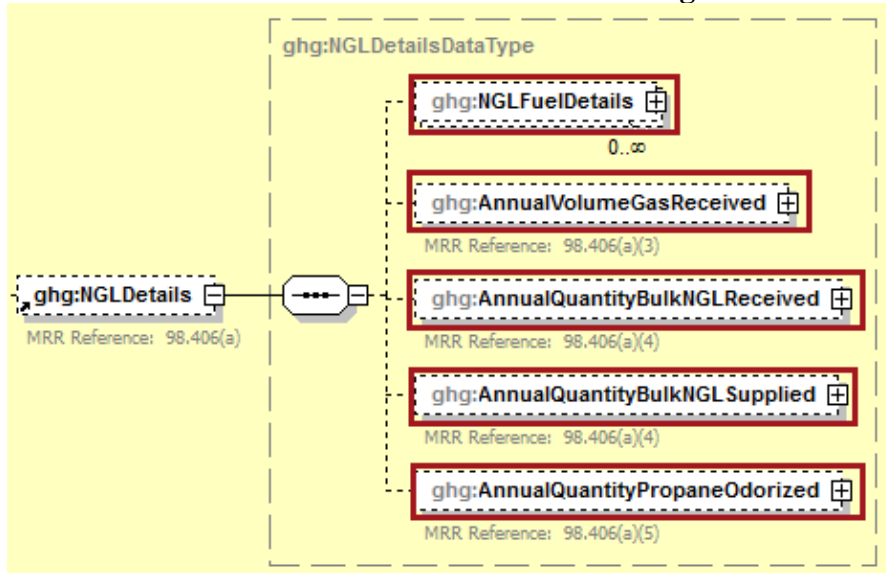 ghg:NGLDetailsDataType
ghg:NGLFuelDetails
0..∞
ghg:AnnualVolumeGasReceived
MRR Reference: 98.406(a)(3)
ghg:NGLDetails
MRR Reference: 98.406(a)
ghg:AnnualQuantityBulkNGLReceived
MRR Reference: 98.406(a)(4)
ghg:AnnualQuantityBulkNGLSupplied
MRR Reference: 98.406(a)(4)
ghg:AnnualQuantityPropaneOdorized
MRR Reference: 98.406(a)(5)